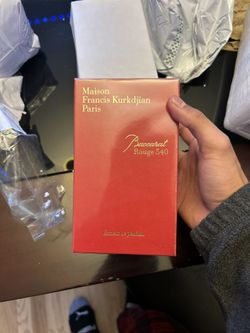 Maison
Francis Kurkdjian
Paris
Baccarat
Rouge 540
Extrait de parfum